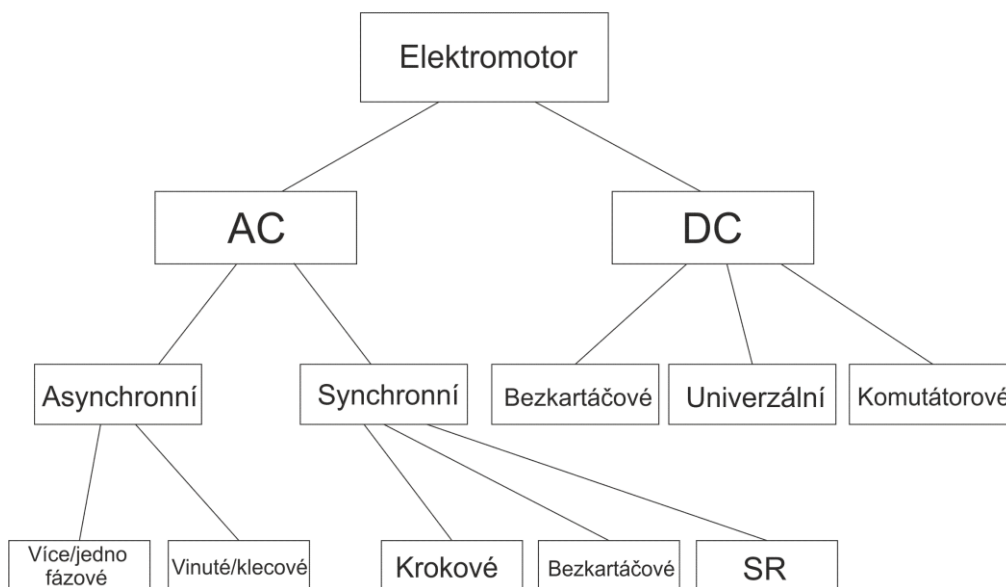 Elektromotor
AC
DC
Asynchronní
Synchronní
Bezkartáčové
Univerzální
Komutátorové
Více/jedno
fázové
Vinuté/klecové
Krokové
Bezkartáčové
SR